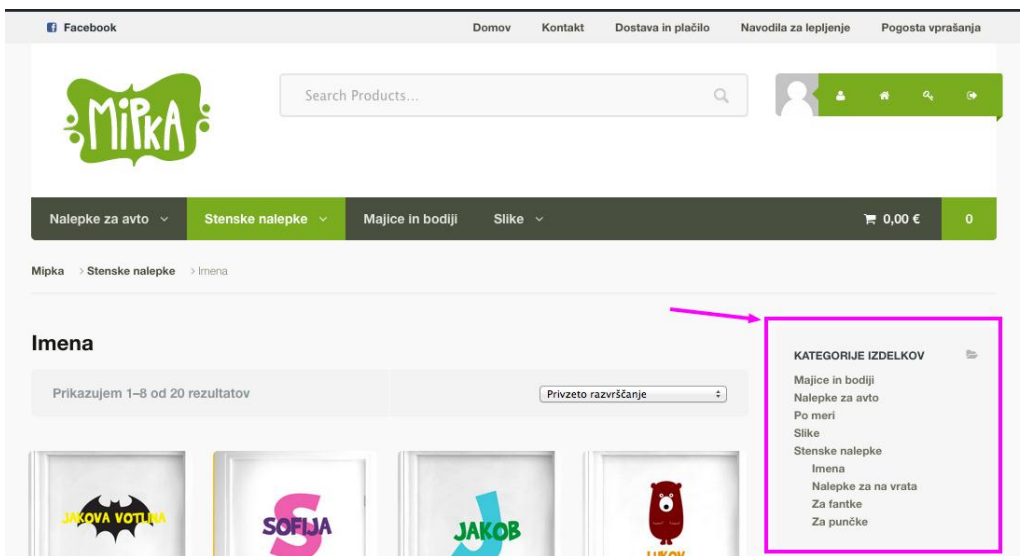 Facebook
Domov Kontakt Dostava in plačilo Navodila za lepljenje Pogosta vprašanja
MiPKA
Search Products...
Nalepke za avto Stenske nalepke Majice in bodiji Slike 0,00 € 0
Mipka > Stenske nalepke > Imena
Imena
Prikazujem 1–8 od 20 rezultatov
Privzeto razvrščanje
KATEGORIJE IZDELKOV
Majice in bodiji
Nalepke za avto
Po meri
Slike
Stenske nalepke
Imena
Nalepke za na vrata
Za fantke
Za punčke
JAKOVA VOTLINA
S
SOFIJA
J
JAKOB
LUKOV